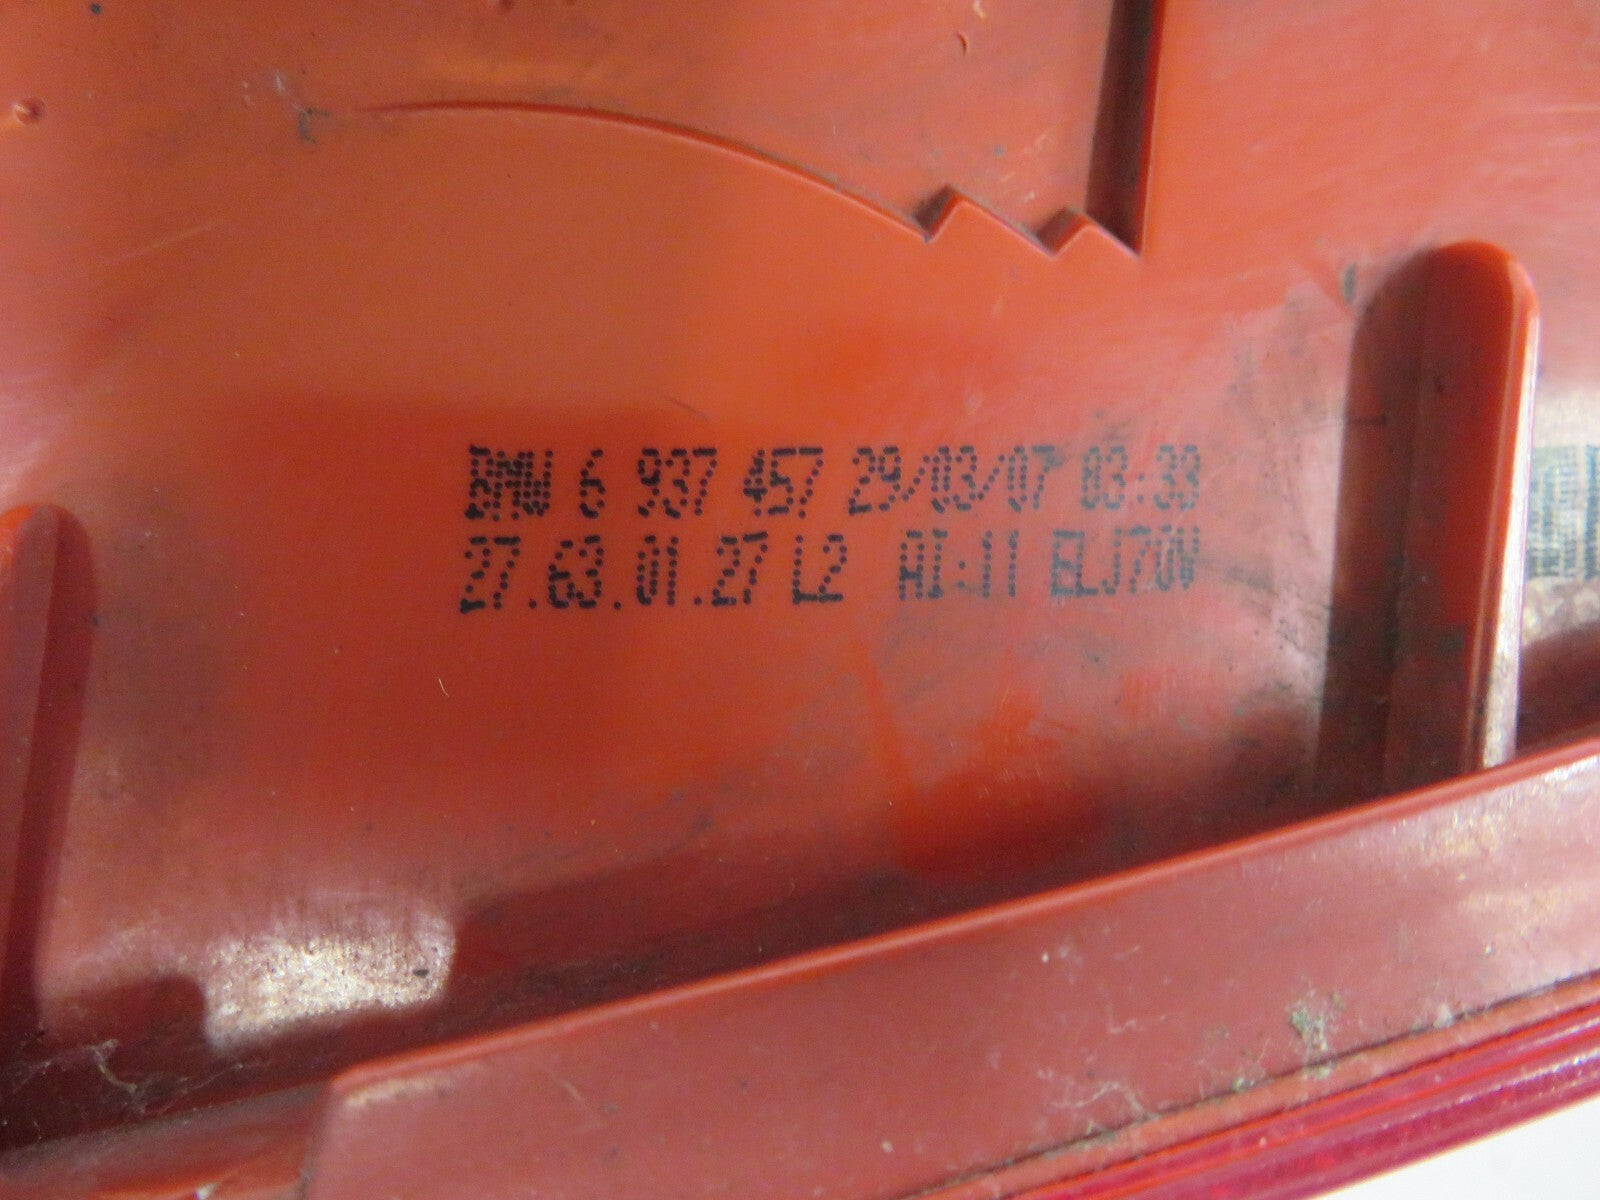 BMW 6 937 457 29/03/07 03:33
27.63.01.27 L2 AI:11 ELJ70V